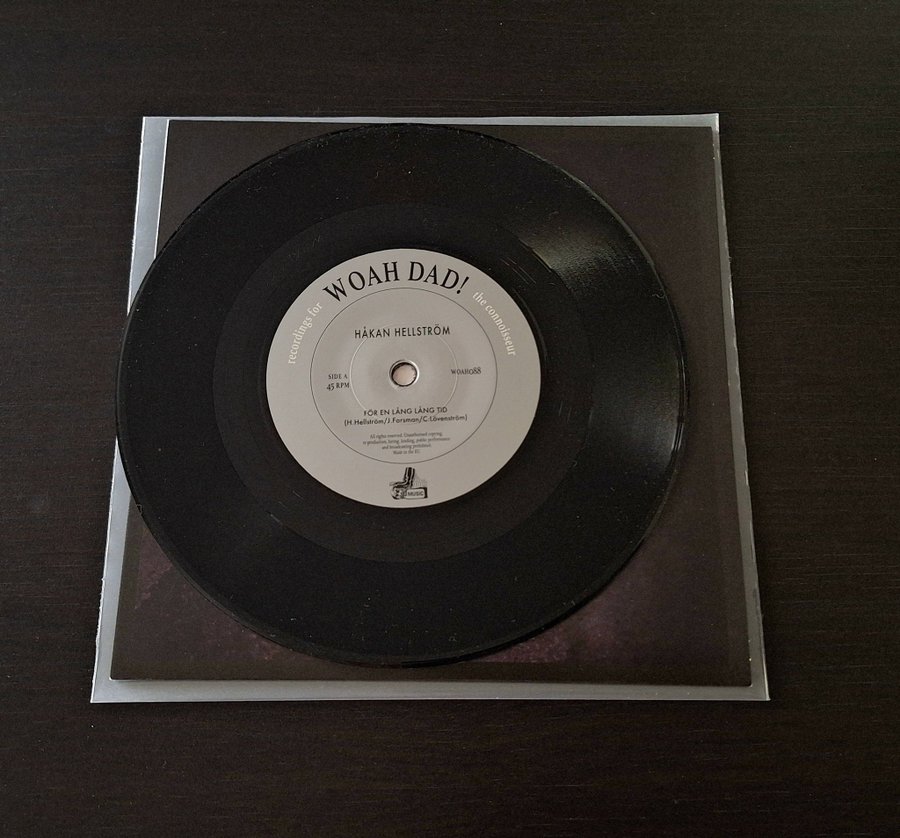 WOAH DAD!
recordings for
the connoisseur
HÅKAN HELLSTRÖM
SIDE A
45 RPM
WOAH088
FÖR EN LÅNG LÅNG TID
(H.Hellström/J.Forsman/C.Lövenström)
All rights reserved. Unauthorised copying,
re production, hiring, lending, public performance
and broadcasting prohibited.
Made in the EU.
MUSIC